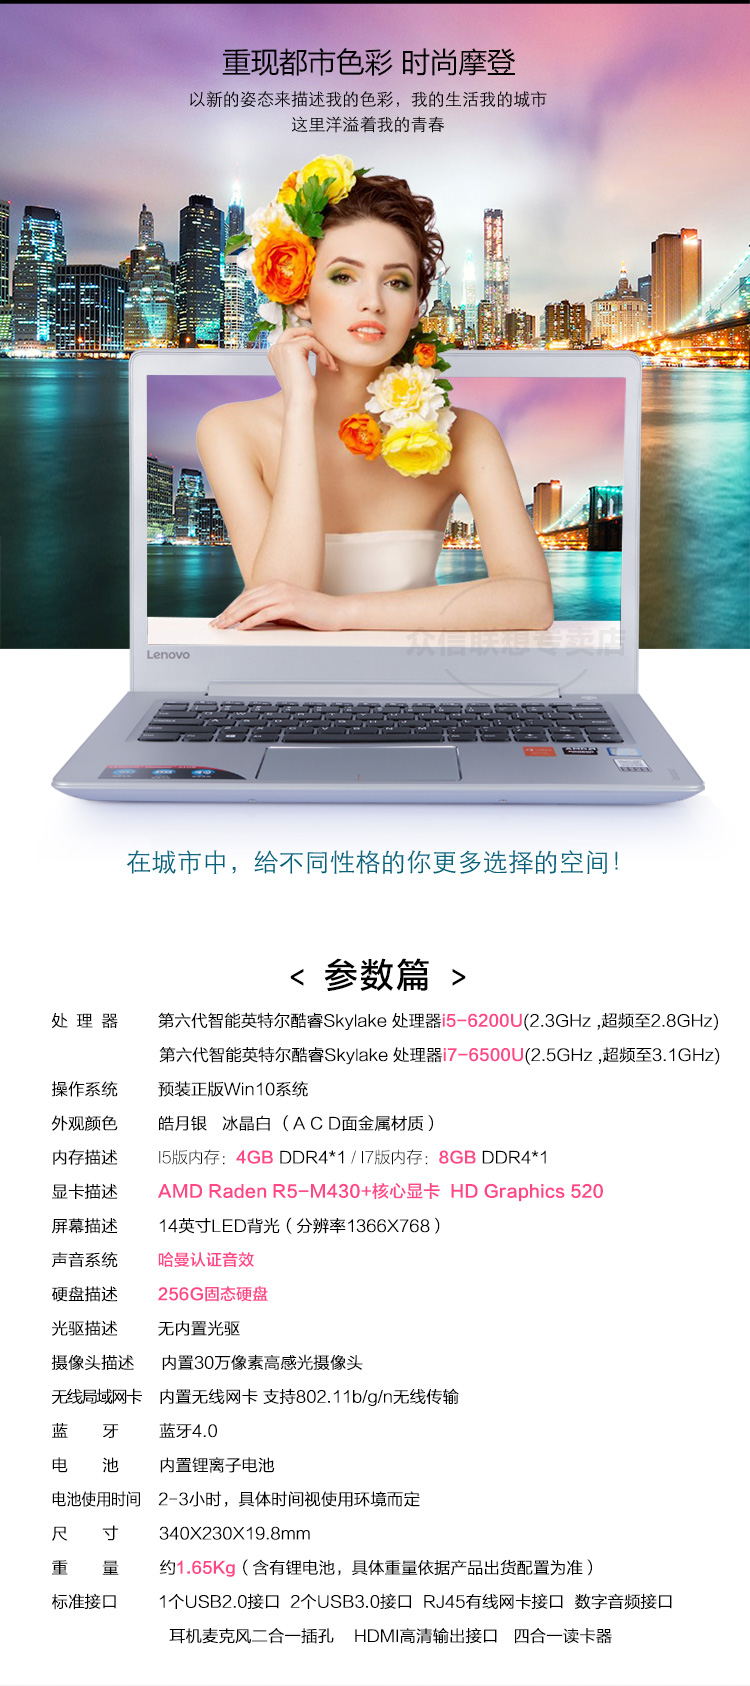 重现都市色彩 时尚摩登
以新的姿态来描述我的色彩，我的生活我的城市
这里洋溢着我的青春
众信联想专卖店
Lenovo
在城市中，给不同性格的你更多选择的空间！
< 参数篇 >
处 理 器 第六代智能英特尔酷睿Skylake 处理器i5-6200U(2.3GHz ,超频至2.8GHz)
第六代智能英特尔酷睿Skylake 处理器i7-6500U(2.5GHz ,超频至3.1GHz)
操作系统 预装正版Win10系统
外观颜色 皓月银 冰晶白 （ A C D面金属材质 ）
内存描述 I5版内存：4GB DDR4*1 / I7版内存：8GB DDR4*1
显卡描述 AMD Raden R5-M430+核心显卡 HD Graphics 520
屏幕描述 14英寸LED背光（ 分辨率1366X768 ）
声音系统 哈曼认证音效
硬盘描述 256G固态硬盘
光驱描述 无内置光驱
摄像头描述 内置30万像素高感光摄像头
无线局域网卡 内置无线网卡 支持802.11b/g/n无线传输
蓝 牙 蓝牙4.0
电 池 内置锂离子电池
电池使用时间 2-3小时，具体时间视使用环境而定
尺 寸 340X230X19.8mm
重 量 约1.65Kg（ 含有锂电池，具体重量依据产品出货配置为准 ）
标准接口 1个USB2.0接口 2个USB3.0接口 RJ45有线网卡接口 数字音频接口
耳机麦克风二合一插孔 HDMI高清输出接口 四合一读卡器